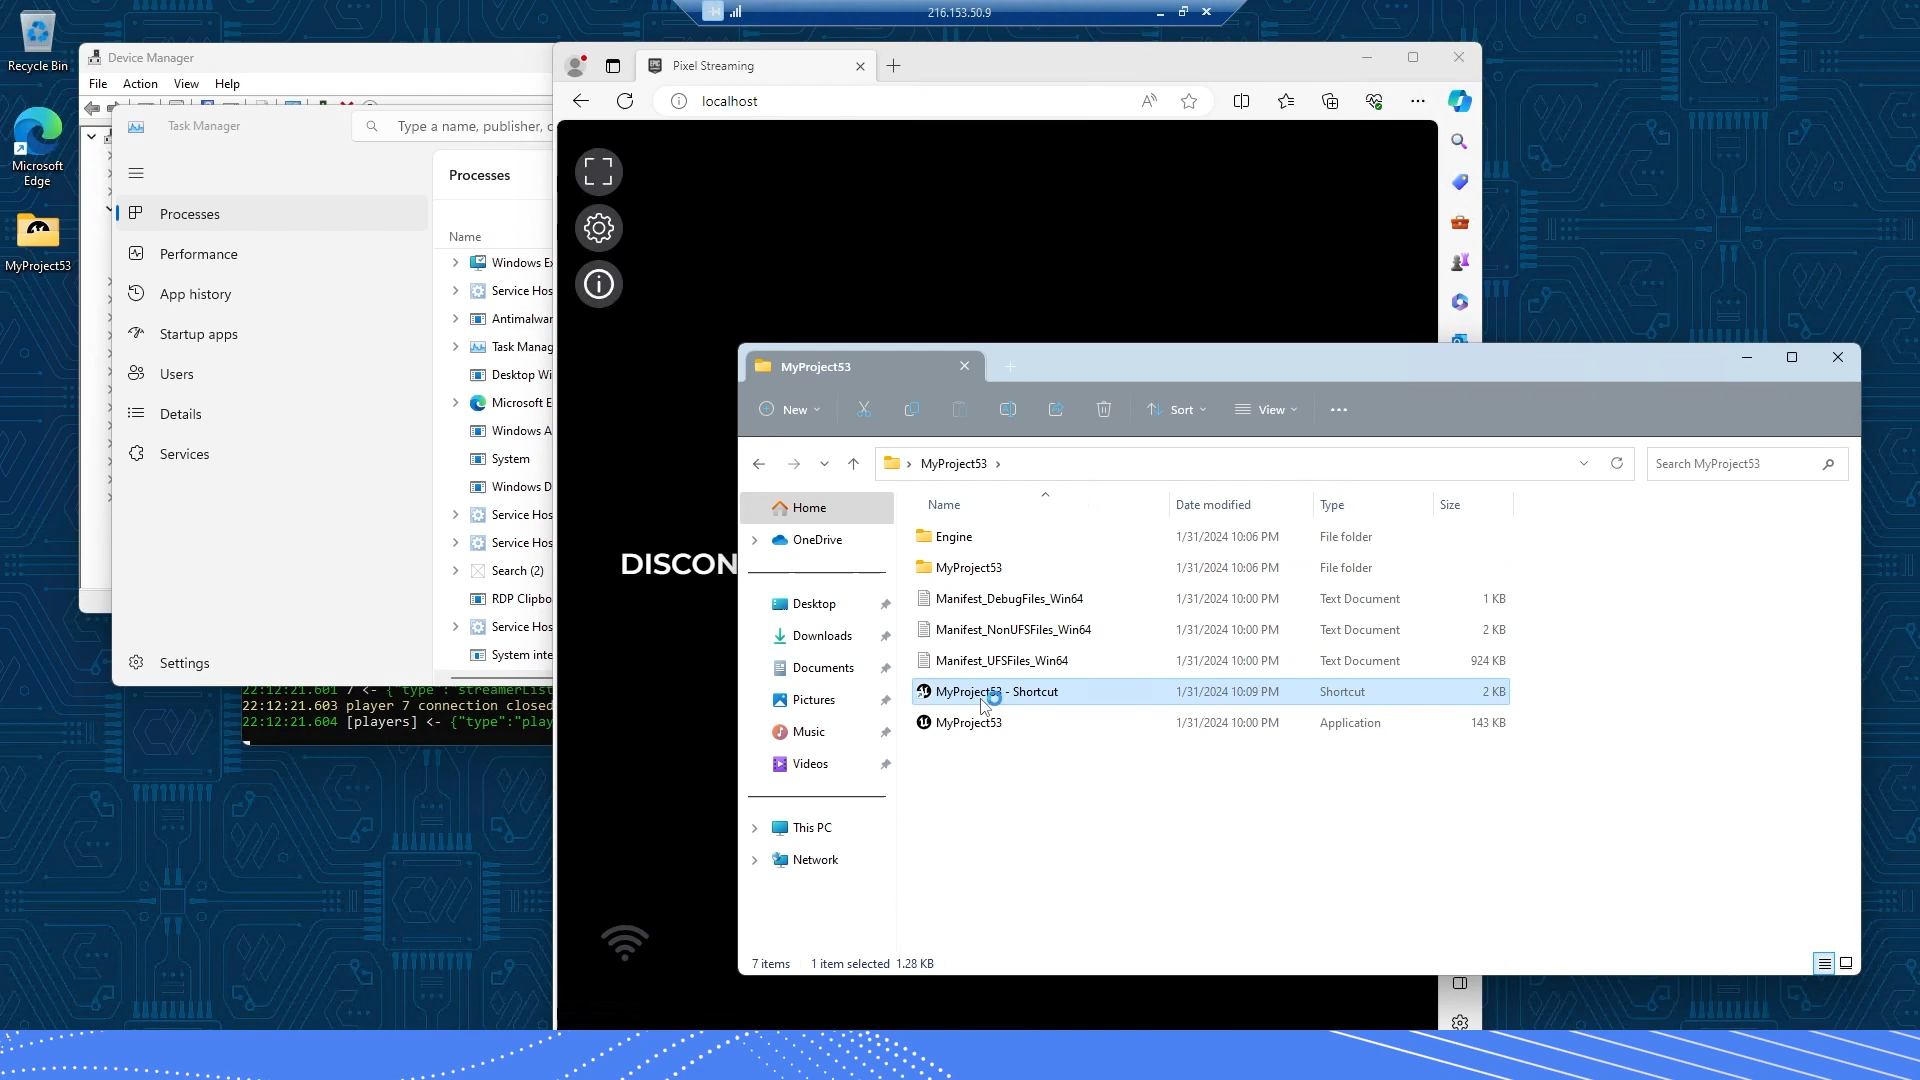 216.153.50.9
Recycle Bin
Microsoft
Edge
MyProject53
Device Manager
File Action View Help
Task Manager
Type a name, publisher, c
Processes
Performance
App history
Startup apps
Users
Details
Services
Settings
Processes
Name
Windows Ex
Service Hos
Antimalwar
Task Manag
Desktop Wi
Microsoft E
Windows A
System
Windows D
Service Hos
Service Hos
Search (2)
RDP Clipbo
Service Hos
System inte
22:12:21.601 7 <- {"type":"streamerList
22:12:21.603 player 7 connection closed
22:12:21.604 [players] <- {"type":"play
Pixel Streaming
localhost
DISCON
MyProject53
New Sort View
MyProject53
Search MyProject53
Home
OneDrive
Desktop
Downloads
Documents
Pictures
Music
Videos
This PC
Network
Name Date modified Type Size
Engine 1/31/2024 10:06 PM File folder
MyProject53 1/31/2024 10:06 PM File folder
Manifest_DebugFiles_Win64 1/31/2024 10:00 PM Text Document 1 KB
Manifest_NonUFSFiles_Win64 1/31/2024 10:00 PM Text Document 2 KB
Manifest_UFSFiles_Win64 1/31/2024 10:00 PM Text Document 924 KB
MyProject53 - Shortcut 1/31/2024 10:09 PM Shortcut 2 KB
MyProject53 1/31/2024 10:00 PM Application 143 KB
7 items 1 item selected 1.28 KB